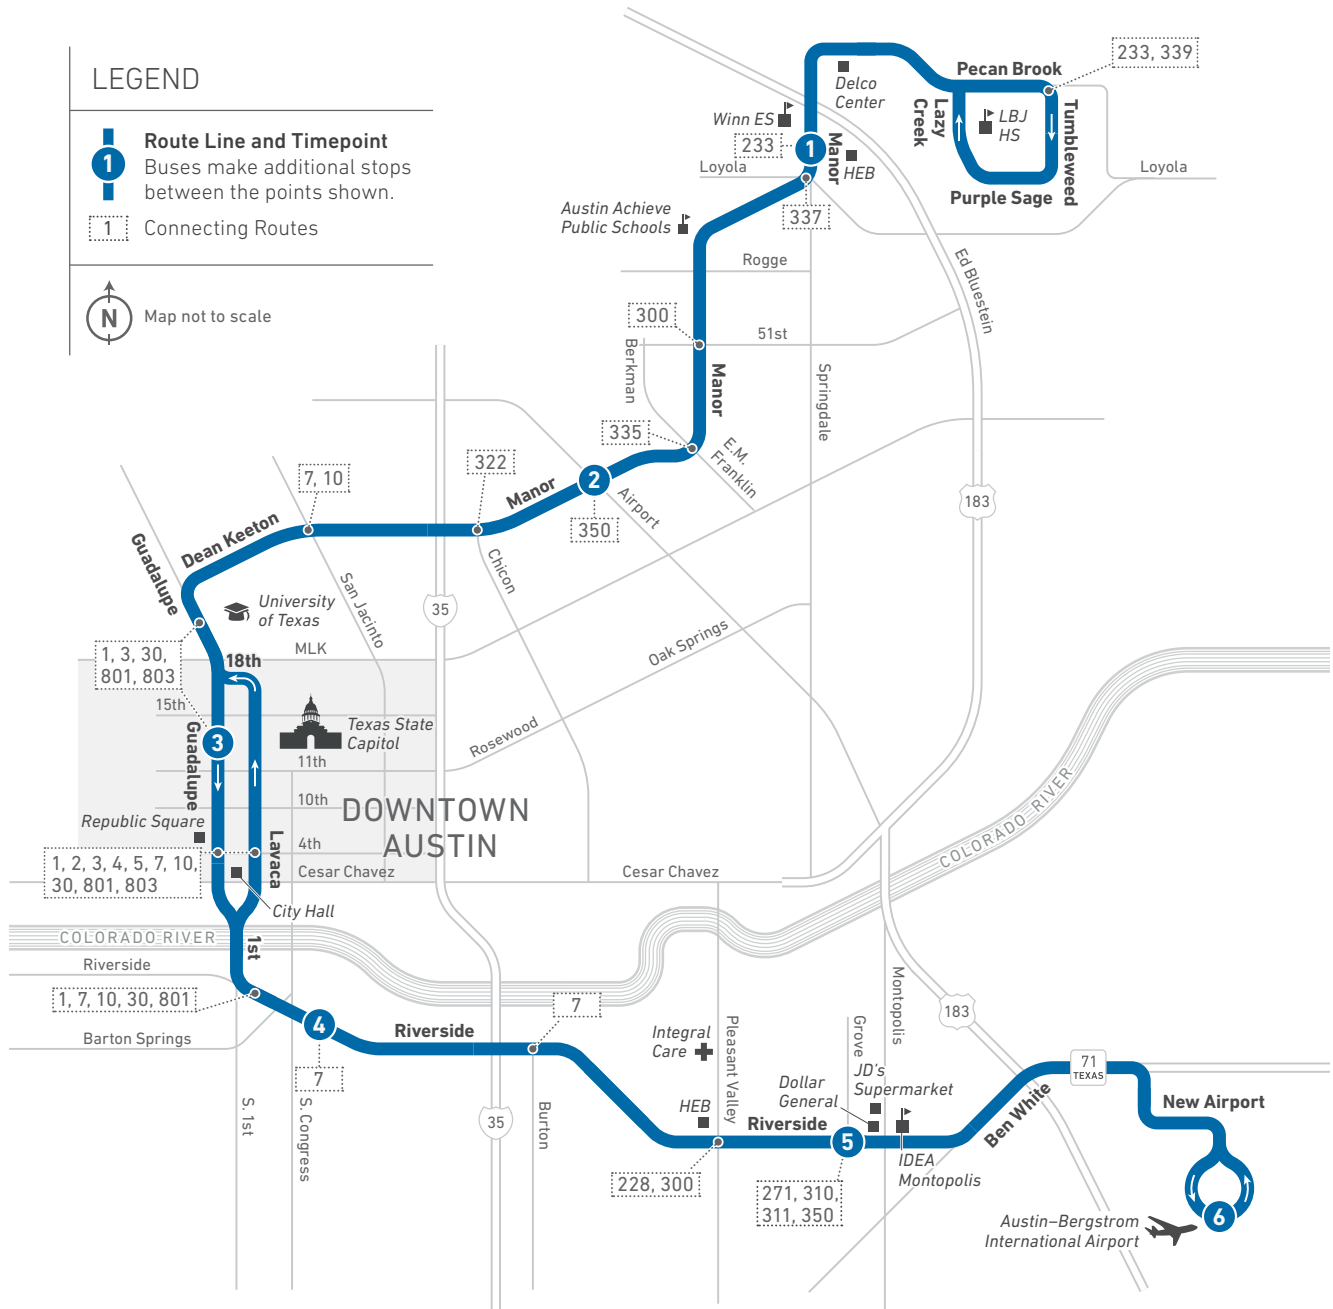 LEGEND
1
Route Line and Timepoint
Buses make additional stops
between the points shown.
1
Connecting Routes
N
Map not to scale
Pecan Brook
233, 339
Delco
Center
Lazy
Creek
LBJ
HS
Tumbleweed
Winn ES
233
1
Manor
HEB
Loyola
Loyola
Purple Sage
337
Austin Achieve
Public Schools
Rogge
Ed Bluestein
300
51st
Berkman
Manor
Springdale
335
E.M.
Franklin
322
7, 10
Manor
2
Airport
350
183
Dean Keeton
Guadalupe
San Jacinto
Chicon
35
University
of Texas
MLK
Oak Springs
1, 3, 30,
801, 803
18th
15th
3
Guadalupe
Texas State
Capitol
Rosewood
11th
10th
DOWNTOWN
AUSTIN
Republic Square
Lavaca
4th
1, 2, 3, 4, 5, 7, 10,
30, 801, 803
Cesar Chavez
Cesar Chavez
COLORADO RIVER
City Hall
COLORADO RIVER
1st
Riverside
1, 7, 10, 30, 801
Barton Springs
4
7
Riverside
7
Integral
Care
Pleasant Valley
Grove
Montopolis
183
JD's
Supermarket
Dollar
General
HEB
71
TEXAS
Ben White
New Airport
S. 1st
S. Congress
35
Burton
Riverside
5
IDEA
Montopolis
228, 300
271, 310,
311, 350
6
Austin–Bergstrom
International Airport